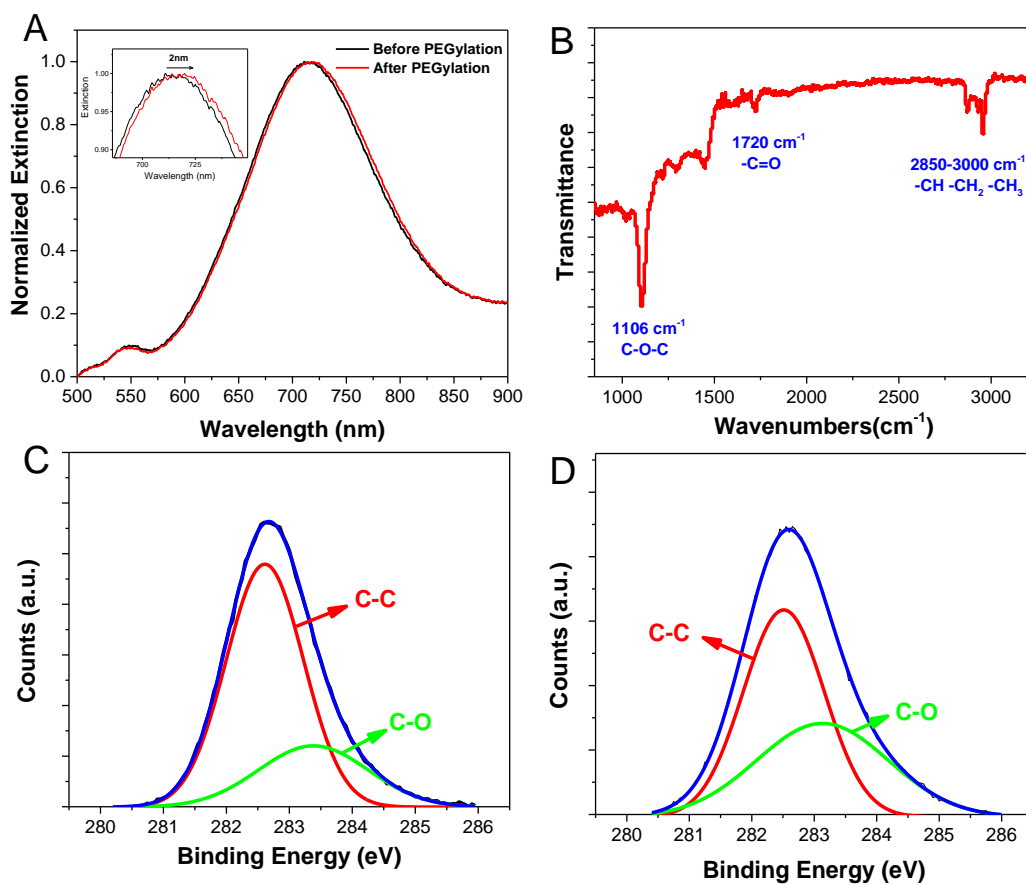 A
Before PEGylation
After PEGylation
2nm
1.00
0.95
0.90
Extinction
700 725
Wavelength (nm)
1.0
0.8
0.6
0.4
0.2
0.0
Normalized Extinction
500 550 600 650 700 750 800 850 900
Wavelength (nm)
B
1720 cm⁻¹
-C=O
2850-3000 cm⁻¹
-CH -CH₂ -CH₃
1106 cm⁻¹
C-O-C
Transmittance
1000 1500 2000 2500 3000
Wavenumbers(cm⁻¹)
C
C-C
C-O
Counts (a.u.)
280 281 282 283 284 285 286
Binding Energy (eV)
D
C-C
C-O
Counts (a.u.)
280 281 282 283 284 285 286
Binding Energy (eV)